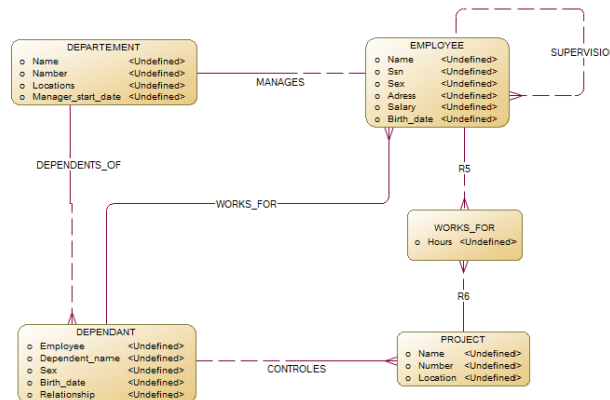 DEPARTEMENT
Name <Undefined>
Namber <Undefined>
Locations <Undefined>
Manager_start_date <Undefined>
MANAGES
EMPLOYEE
Name <Undefined>
Ssn <Undefined>
Sex <Undefined>
Adress <Undefined>
Salary <Undefined>
Birth_date <Undefined>
SUPERVISION
DEPENDENTS_OF
WORKS_FOR
R5
WORKS_FOR
Hours <Undefined>
R6
DEPENDANT
Employee <Undefined>
Dependent_name <Undefined>
Sex <Undefined>
Birth_date <Undefined>
Relationship <Undefined>
CONTROLES
PROJECT
Name <Undefined>
Number <Undefined>
Location <Undefined>